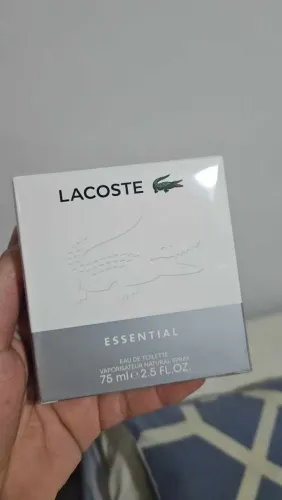 LACOSTE
ESSENTIAL
EAU DE TOILETTE
VAPORISATEUR NATURAL SPRAY
75 ml e 2.5 FL.OZ.